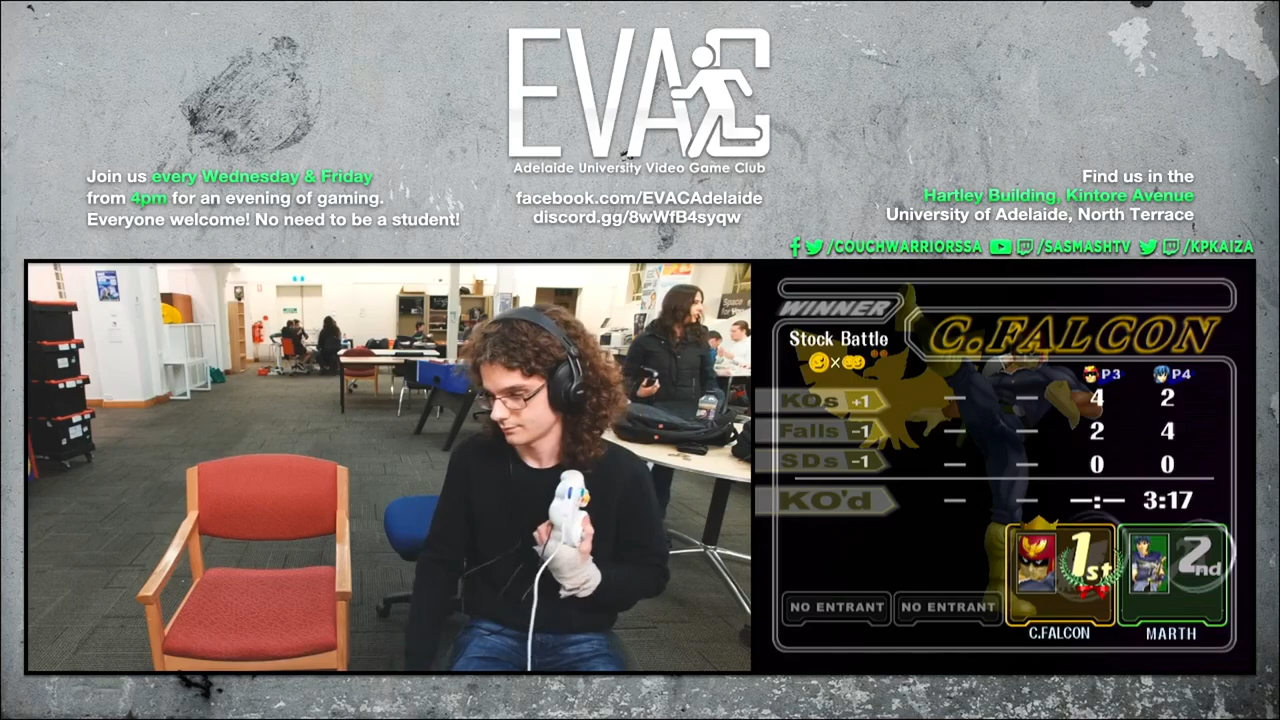 EVAC
Adelaide University Video Game Club
Join us every Wednesday & Friday
from 4pm for an evening of gaming.
Everyone welcome! No need to be a student!
facebook.com/EVACAdelaide
discord.gg/8wWfB4syqw
Find us in the
Hartley Building, Kintore Avenue
University of Adelaide, North Terrace
/COUCHWARRIORSSA /SASMASHTV /KPKAIZA
Space
WINNER
C.FALCON
Stock Battle
P3 P4
KOs +1 — — 4 2
Falls -1 — — 2 4
SDs -1 — — 0 0
KO'd — — —:— 3:17
1st 2nd
NO ENTRANT NO ENTRANT
C.FALCON MARTH